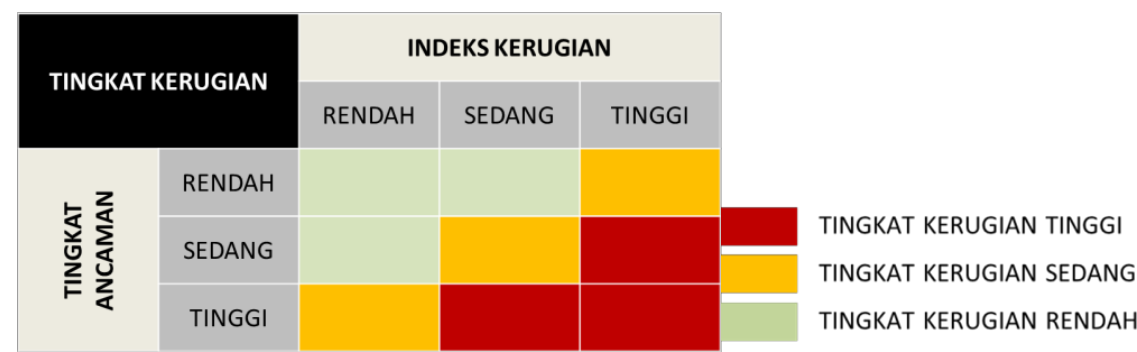 TINGKAT KERUGIAN
INDEKS KERUGIAN
RENDAH SEDANG TINGGI
TINGKAT
ANCAMAN
RENDAH
SEDANG
TINGGI
TINGKAT KERUGIAN TINGGI
TINGKAT KERUGIAN SEDANG
TINGKAT KERUGIAN RENDAH